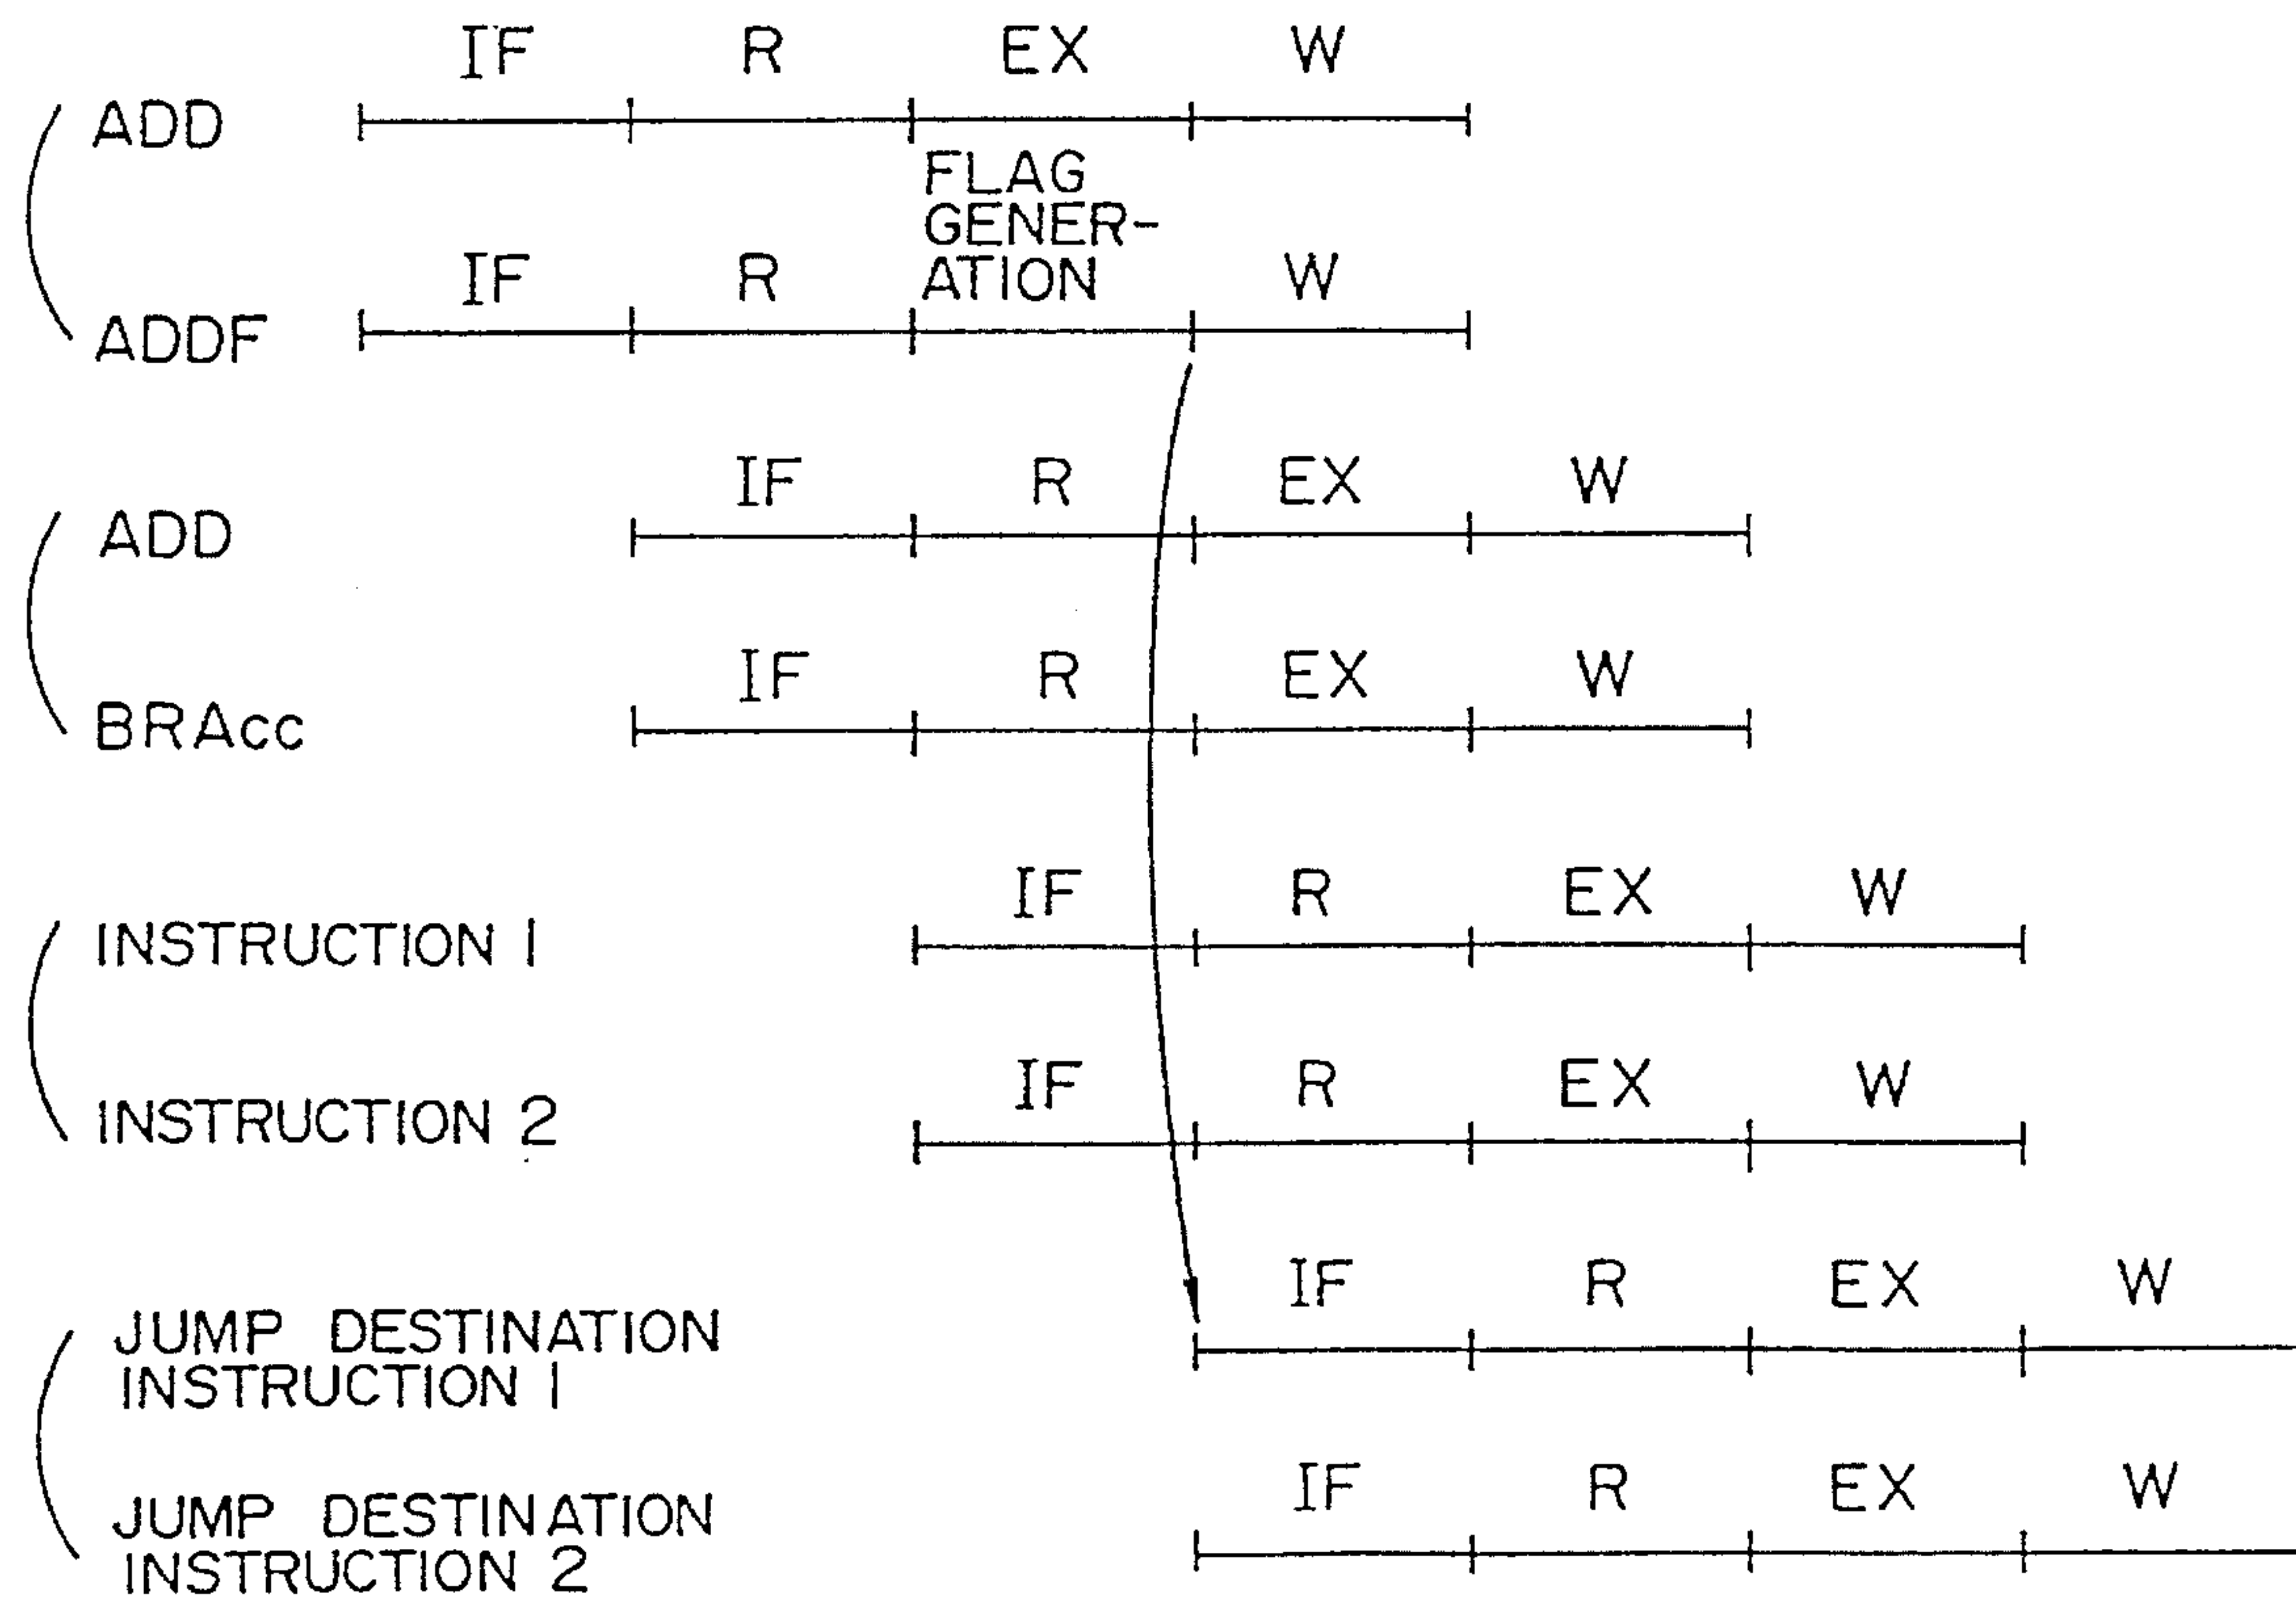 IF R EX W
ADD
FLAG
GENER-
IF R ATION W
ADDF
IF R EX W
ADD
IF R EX W
BRAcc
IF R EX W
INSTRUCTION 1
IF R EX W
INSTRUCTION 2
IF R EX W
JUMP DESTINATION
INSTRUCTION 1
IF R EX W
JUMP DESTINATION
INSTRUCTION 2